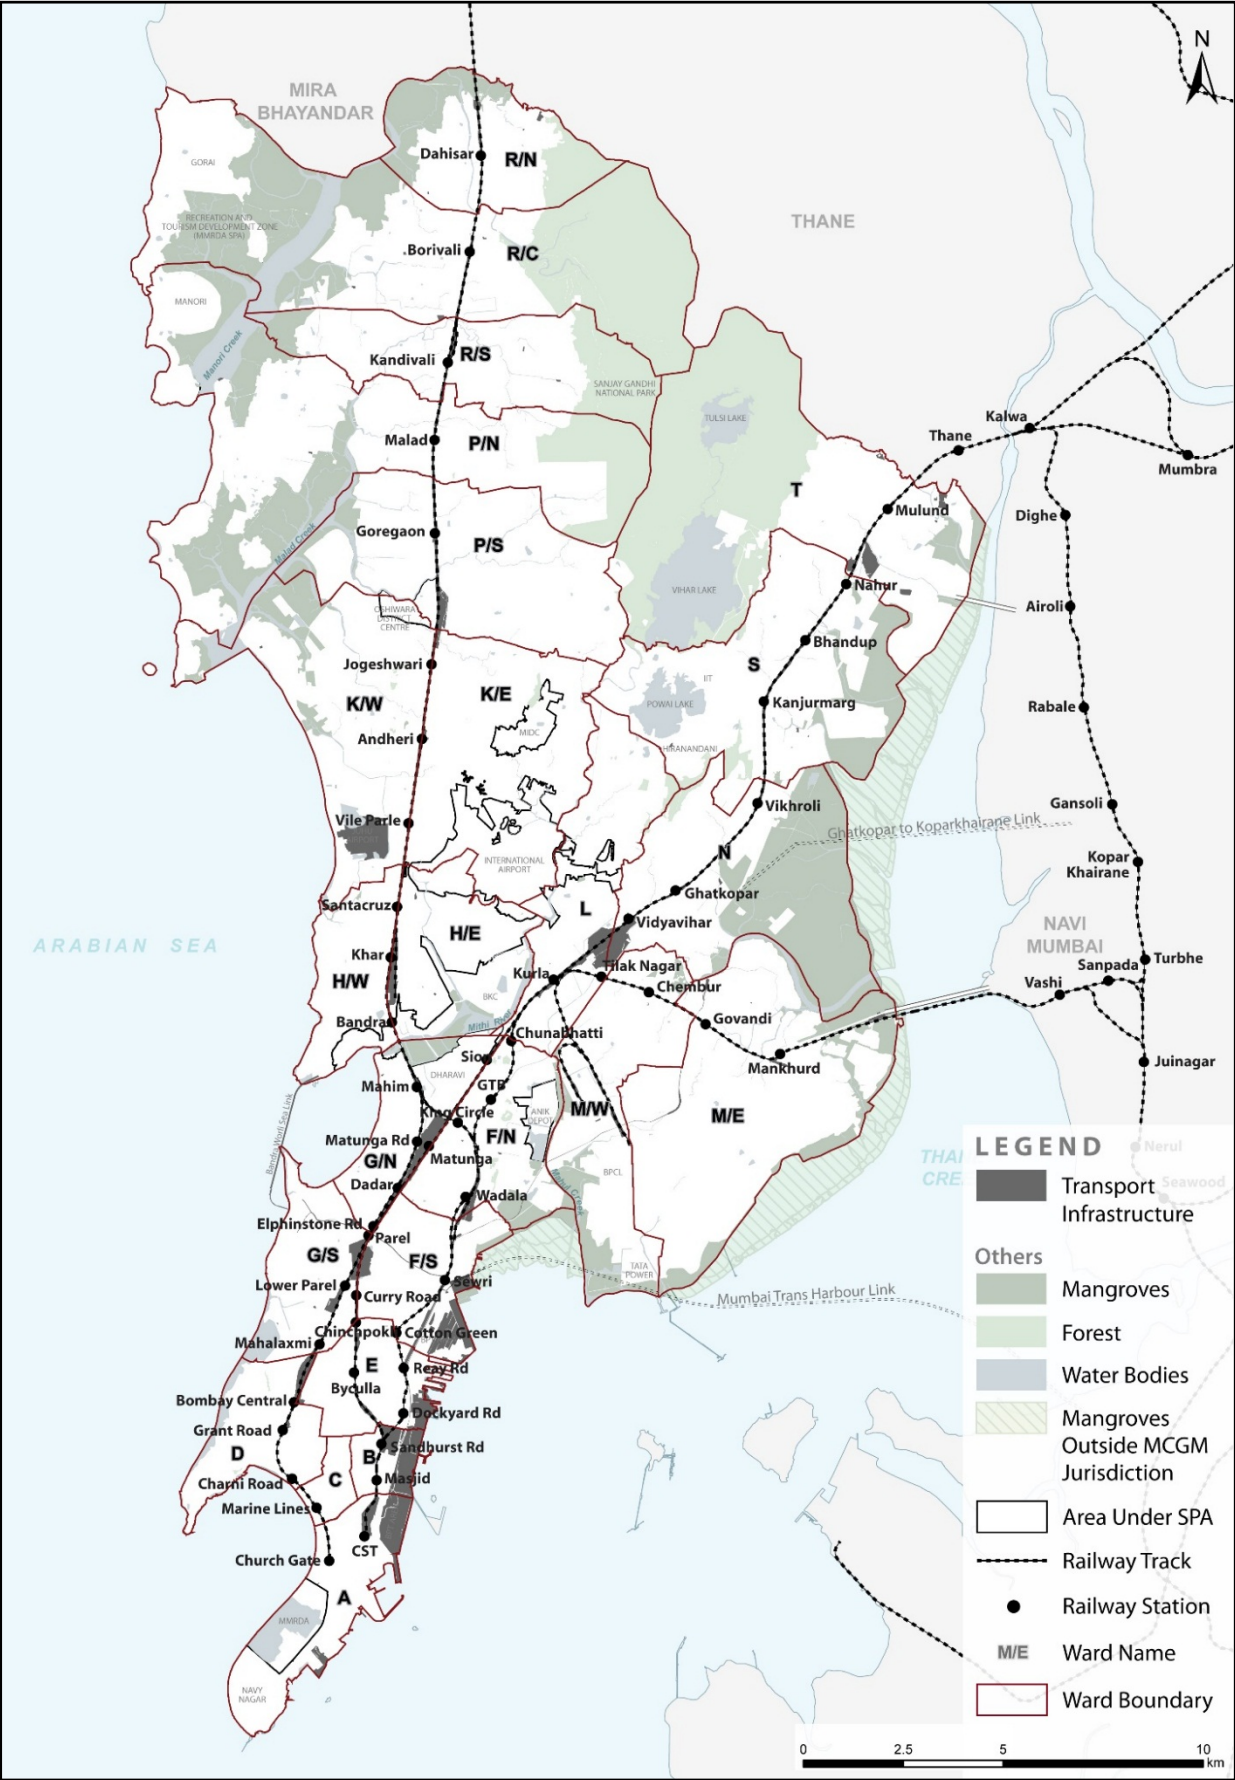 N
MIRA
BHAYANDAR
GORAI
Dahisar
R/N
RECREATION AND
TOURISM DEVELOPMENT ZONE
(MMRDA SPA)
THANE
Borivali
R/C
MANORI
Manori Creek
Kandivali
R/S
SANJAY GANDHI
NATIONAL PARK
TULSI LAKE
Kalwa
Thane
Mumbra
Malad
P/N
T
Mulund
Dighe
Goregaon
P/S
Malad Creek
VIHAR LAKE
Nahur
Airoli
OSHIWARA
DISTRICT
CENTRE
Bhandup
Jogeshwari
S
IIT
K/W
K/E
POWAI LAKE
Kanjurmarg
Rabale
Andheri
MIDC
HIRANANDANI
Vikhroli
Gansoli
Vile Parle
Ghatkopar to Koparkhairane Link
INTERNATIONAL
AIRPORT
N
Kopar
Khairane
Ghatkopar
Santacruz
L
Vidyavihar
ARABIAN SEA
H/E
NAVI
MUMBAI
Khar
Kurla
Tilak Nagar
Sanpada
Turbhe
H/W
Chembur
Vashi
BKC
Bandra
Mithi River
Govandi
Chunabhatti
Sion
Mankhurd
Juinagar
DHARAVI
Mahim
GTB
King Circle
ANIK
DEPOT
M/W
M/E
Bandra Worli Sea Link
Matunga Rd
F/N
Matunga
G/N
BPCL
Dadar
Mahul Creek
Wadala
Elphinstone Rd
Parel
G/S
F/S
TATA
POWER
Lower Parel
Sewri
Curry Road
Mumbai Trans Harbour Link
Chinchpokli
Cotton Green
Mahalaxmi
E
Reay Rd
Byculla
Bombay Central
Dockyard Rd
Grant Road
Sandhurst Rd
D
B
C
Masjid
Charni Road
Marine Lines
CST
Church Gate
A
MMRDA
NAVY
NAGAR
LEGEND
Nerul
Seawood
Transport
Infrastructure
Others
Mangroves
Forest
Water Bodies
Mangroves
Outside MCGM
Jurisdiction
Area Under SPA
Railway Track
Railway Station
M/E
Ward Name
Ward Boundary
0
2.5
5
10
km